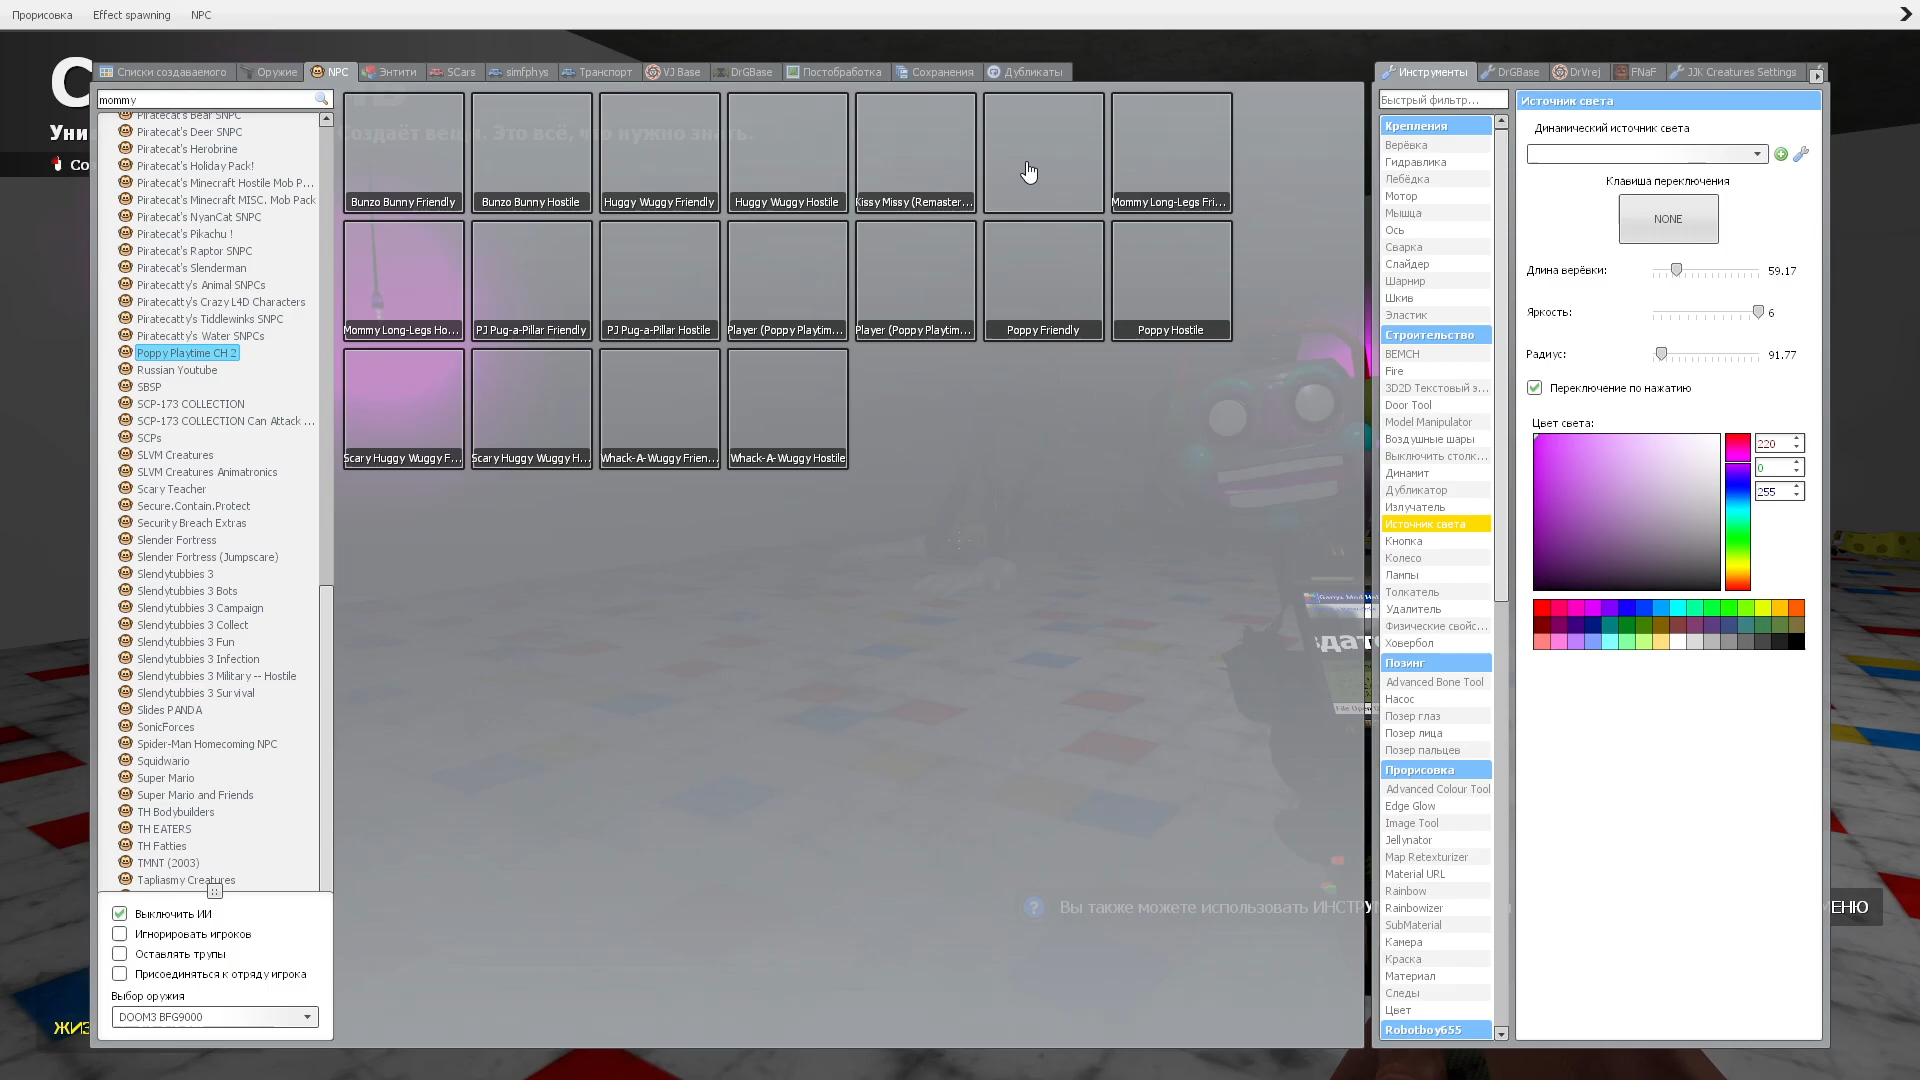 Прорисовка Effect spawning NPC
Списки создаваемого Оружие NPC Энтити SCars simfphys Транспорт VJ Base DrGBase Постобработка Сохранения Дубликаты
mommy
Создаёт вещи. Это всё, что нужно знать.
Уни
Со
Piratecat's Bear SNPC
Piratecat's Deer SNPC
Piratecat's Herobrine
Piratecat's Holiday Pack!
Piratecat's Minecraft Hostile Mob P...
Piratecat's Minecraft MISC. Mob Pack
Piratecat's NyanCat SNPC
Piratecat's Pikachu !
Piratecat's Raptor SNPC
Piratecat's Slenderman
Piratecatty's Animal SNPCs
Piratecatty's Crazy L4D Characters
Piratecatty's Tiddlewinks SNPC
Piratecatty's Water SNPCs
Poppy Playtime CH 2
Russian Youtube
SBSP
SCP-173 COLLECTION
SCP-173 COLLECTION Can Attack ...
SCPs
SLVM Creatures
SLVM Creatures Animatronics
Scary Teacher
Secure.Contain.Protect
Security Breach Extras
Slender Fortress
Slender Fortress (Jumpscare)
Slendytubbies 3
Slendytubbies 3 Bots
Slendytubbies 3 Campaign
Slendytubbies 3 Collect
Slendytubbies 3 Fun
Slendytubbies 3 Infection
Slendytubbies 3 Military -- Hostile
Slendytubbies 3 Survival
Slides PANDA
SonicForces
Spider-Man Homecoming NPC
Squidwario
Super Mario
Super Mario and Friends
TH Bodybuilders
TH EATERS
TH Fatties
TMNT (2003)
Tapliasmy Creatures
Выключить ИИ
Игнорировать игроков
Оставлять трупы
Присоединяться к отряду игрока
Выбор оружия
DOOM3 BFG9000
ЖИЗ
Bunzo Bunny Friendly Bunzo Bunny Hostile Huggy Wuggy Friendly Huggy Wuggy Hostile Kissy Missy (Remaster... Mommy Long-Legs Fri...
Mommy Long-Legs Ho... PJ Pug-a-Pillar Friendly PJ Pug-a-Pillar Hostile Player (Poppy Playtim... Player (Poppy Playtim... Poppy Friendly Poppy Hostile
Scary Huggy Wuggy F... Scary Huggy Wuggy H... Whack-A-Wuggy Frien... Whack-A-Wuggy Hostile
Вы также можете использовать ИНСТРУ
ЕНЮ
Инструменты DrGBase DrVrej FNaF JJK Creatures Settings
Быстрый фильтр...
Крепления
Верёвка
Гидравлика
Лебёдка
Мотор
Мышца
Ось
Сварка
Слайдер
Шарнир
Шкив
Эластик
Строительство
BEMCH
Fire
3D2D Текстовый э...
Door Tool
Model Manipulator
Воздушные шары
Выключить столк...
Динамит
Дубликатор
Излучатель
Источник света
Кнопка
Колесо
Лампы
Толкатель
Удалитель
Физические свойс...
Ховербол
Позинг
Advanced Bone Tool
Насос
Позер глаз
Позер лица
Позер пальцев
Прорисовка
Advanced Colour Tool
Edge Glow
Image Tool
Jellynator
Map Retexturizer
Material URL
Rainbow
Rainbowizer
SubMaterial
Камера
Краска
Материал
Следы
Цвет
Robotboy655
Источник света
Динамический источник света
Клавиша переключения
NONE
Длина верёвки: 59.17
Яркость: 6
Радиус: 91.77
Переключение по нажатию
Цвет света:
220
0
255